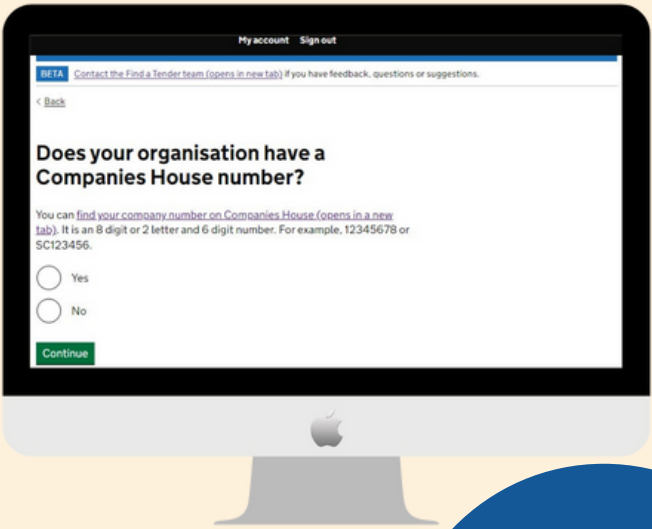 My account Sign out
BETA Contact the Find a Tender team (opens in new tab) if you have feedback, questions or suggestions.
< Back
Does your organisation have a
Companies House number?
You can find your company number on Companies House (opens in a new
tab). It is an 8 digit or 2 letter and 6 digit number. For example, 12345678 or
SC123456.
Yes
No
Continue